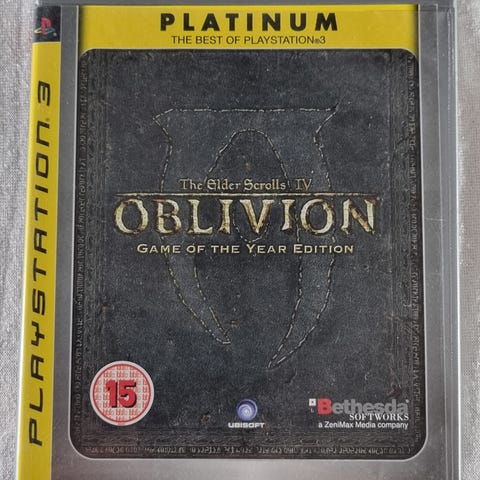 PLATINUM
THE BEST OF PLAYSTATION®3
PLAYSTATION 3
The Elder Scrolls IV
OBLIVION
GAME OF THE YEAR EDITION
15
UBISOFT
Bethesda
SOFTWORKS
a ZeniMax Media company